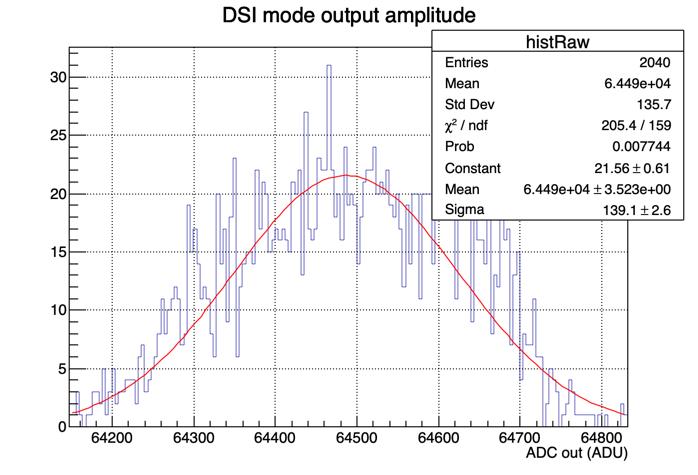 DSI mode output amplitude
histRaw
Entries 2040
Mean 6.449e+04
Std Dev 135.7
χ² / ndf 205.4 / 159
Prob 0.007744
Constant 21.56 ± 0.61
Mean 6.449e+04 ± 3.523e+00
Sigma 139.1 ± 2.6
30
25
20
15
10
5
0
64200 64300 64400 64500 64600 64700 64800
ADC out (ADU)